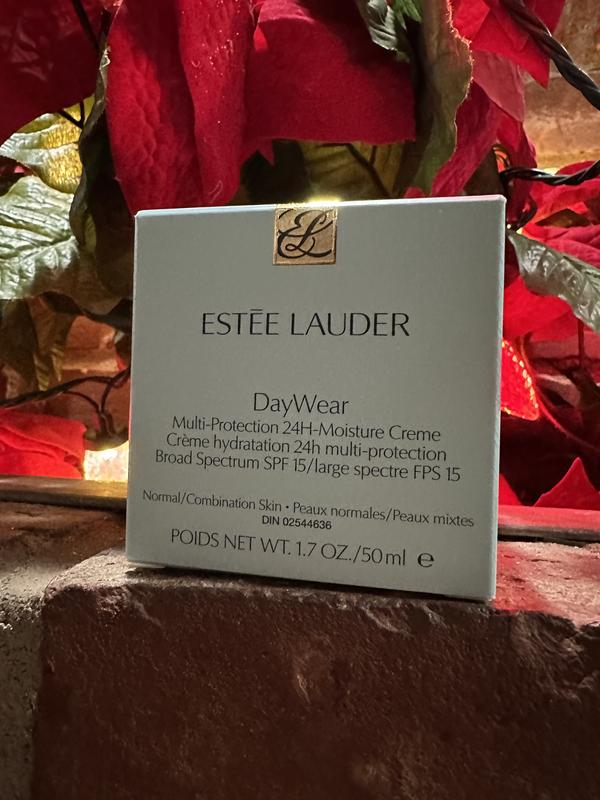 EL
ESTĒE LAUDER
DayWear
Multi-Protection 24H-Moisture Creme
Crème hydratation 24h multi-protection
Broad Spectrum SPF 15/large spectre FPS 15
Normal/Combination Skin • Peaux normales/Peaux mixtes
DIN 02544636
POIDS NET WT. 1.7 OZ./50 ml ℮